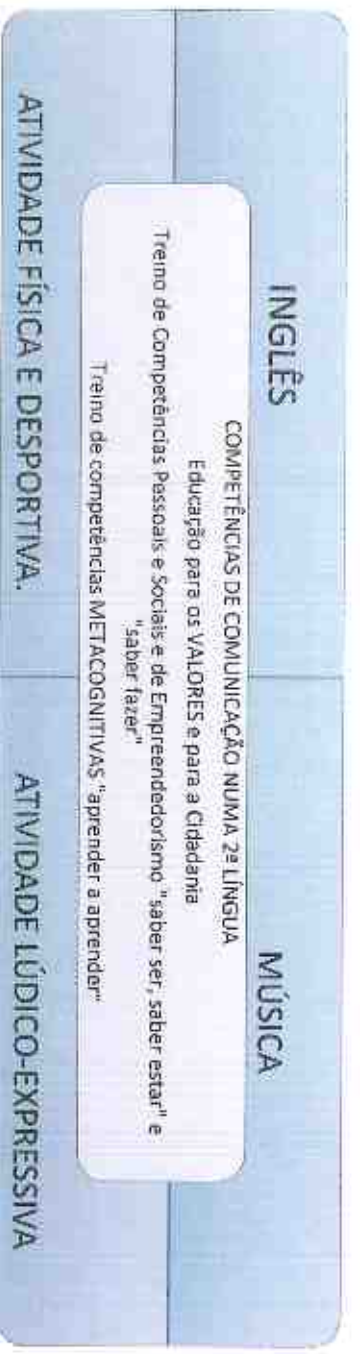 INGLÊS
MÚSICA
COMPETÊNCIAS DE COMUNICAÇÃO NUMA 2ª LÍNGUA
Educação para os VALORES e para a Cidadania
Treino de Competências Pessoais e Sociais e de Empreendedorismo "saber ser, saber estar" e
"saber fazer"
Treino de competências METACOGNITIVAS "aprender a aprender"
ATIVIDADE FÍSICA E DESPORTIVA.
ATIVIDADE LÚDICO-EXPRESSIVA